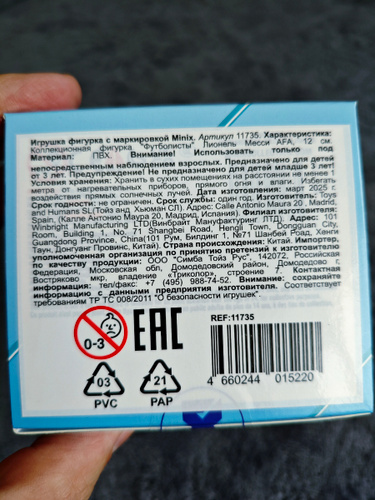 Игрушка фигурка с маркировкой Minix. Артикул 11735. Характеристика:
Коллекционная фигурка "Футболисты" Лионель Месси AFA, 12 см.
Материал: ПВХ. Внимание! Использовать только под
непосредственным наблюдением взрослых. Предназначено для детей
от 3 лет. Предупреждение! Не предназначено для детей младше 3 лет!
Условия хранения: Хранить в сухих помещениях на расстоянии не менее 1
метра от нагревательных приборов, прямого огня и влаги. Избегать
воздействия прямых солнечных лучей. Дата изготовления: март 2025 г.
Срок годности: не ограничен. Срок службы: один год. Изготовитель: Toys
and Humans SL(Тойз анд Хьюман СЛ). Адрес: Calle Antonio Maura 20, Madrid,
Spain, (Калле Антонио Маура 20, Мадрид, Испания). Филиал изготовителя:
Winbright Manufacturing LTD(Винбрайт Мануфактуринг ЛТД). Адрес: 101
Room, Building 1, No. 71 Shangbei Road, Hengli Town, Dongguan City,
Guangdong Province, China(101 Рум, Билдинг 1, №71 Шанбей Роад, Хенги
Таун, Донгуанг Провинс, Китай). Страна происхождения: Китай. Импортер,
уполномоченная организация по принятию претензий к изготовителю
по качеству продукции: ООО "Симба Тойз Рус", 142072, Российская
Федерация, Московская обл, Домодедовский район, Домодедово г,
Востряково мкр, владение «Триколор», строение 7. Контактная
информация: тел/факс: +7 (495) 988-74-52. Внимание: сохраняйте
информацию с данными предприятия изготовителя. Соответствует
требованиям ТР ТС 008/2011 "О безопасности игрушек".
0-3
EAC
REF:11735
03
PVC
21
PAP
4 660244 015220